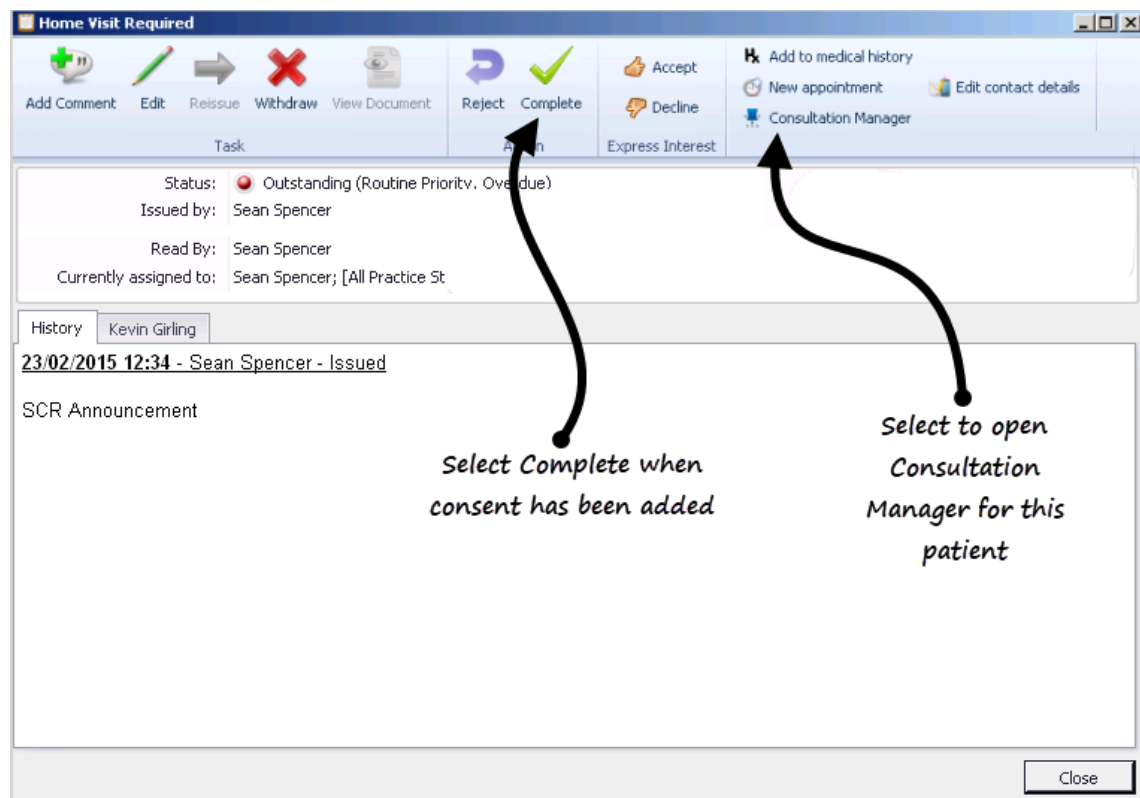 Home Visit Required
Add Comment Edit Reissue Withdraw View Document Reject Complete Accept Decline Add to medical history New appointment Consultation Manager Edit contact details
Task Express Interest
Status: Outstanding (Routine Priority, Overdue)
Issued by: Sean Spencer
Read By: Sean Spencer
Currently assigned to: Sean Spencer; [All Practice St
History Kevin Girling
23/02/2015 12:34 - Sean Spencer - Issued
SCR Announcement
Select Complete when
consent has been added
Select to open
Consultation
Manager for this
patient
Close